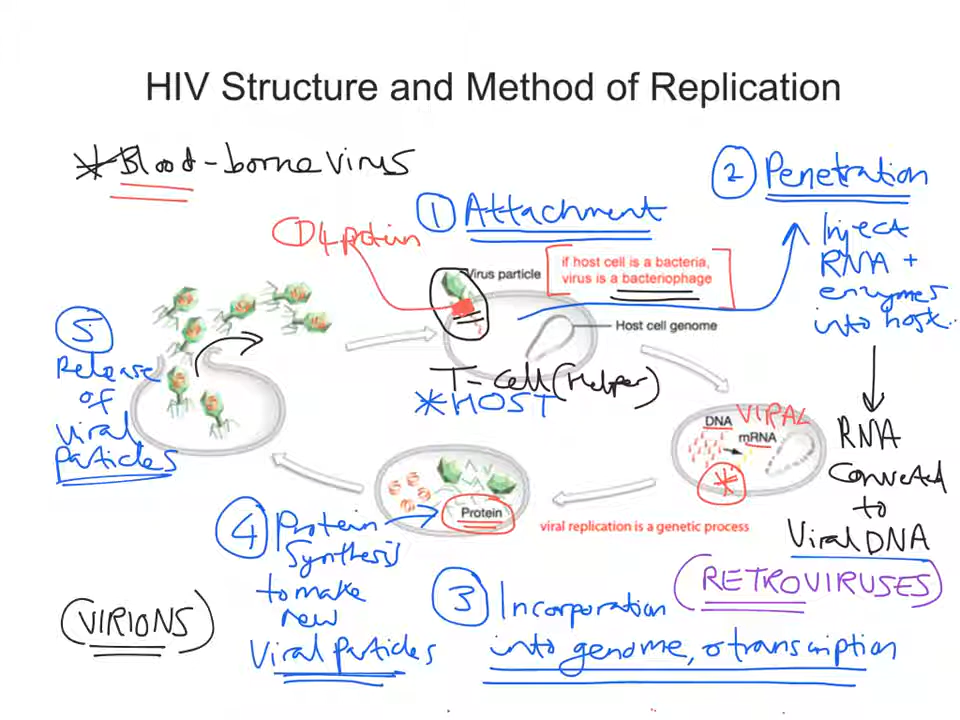 HIV Structure and Method of Replication
* Blood-borne virus
① Attachment
② Penetration
Inject
RNA +
enzymes
into host..
RNA
Converted
to
Viral DNA
RETROVIRUSES
protein
Virus particle
if host cell is a bacteria,
virus is a bacteriophage
Host cell genome
T-cell (Helper)
*HOST
DNA VIRAL
mRNA
*
viral replication is a genetic process
③ Incorporation
into genome, & transcription
Protein
④ Protein
Synthesis
to make
new
Viral Particles
⑤
Release
of
viral
particles
VIRIONS